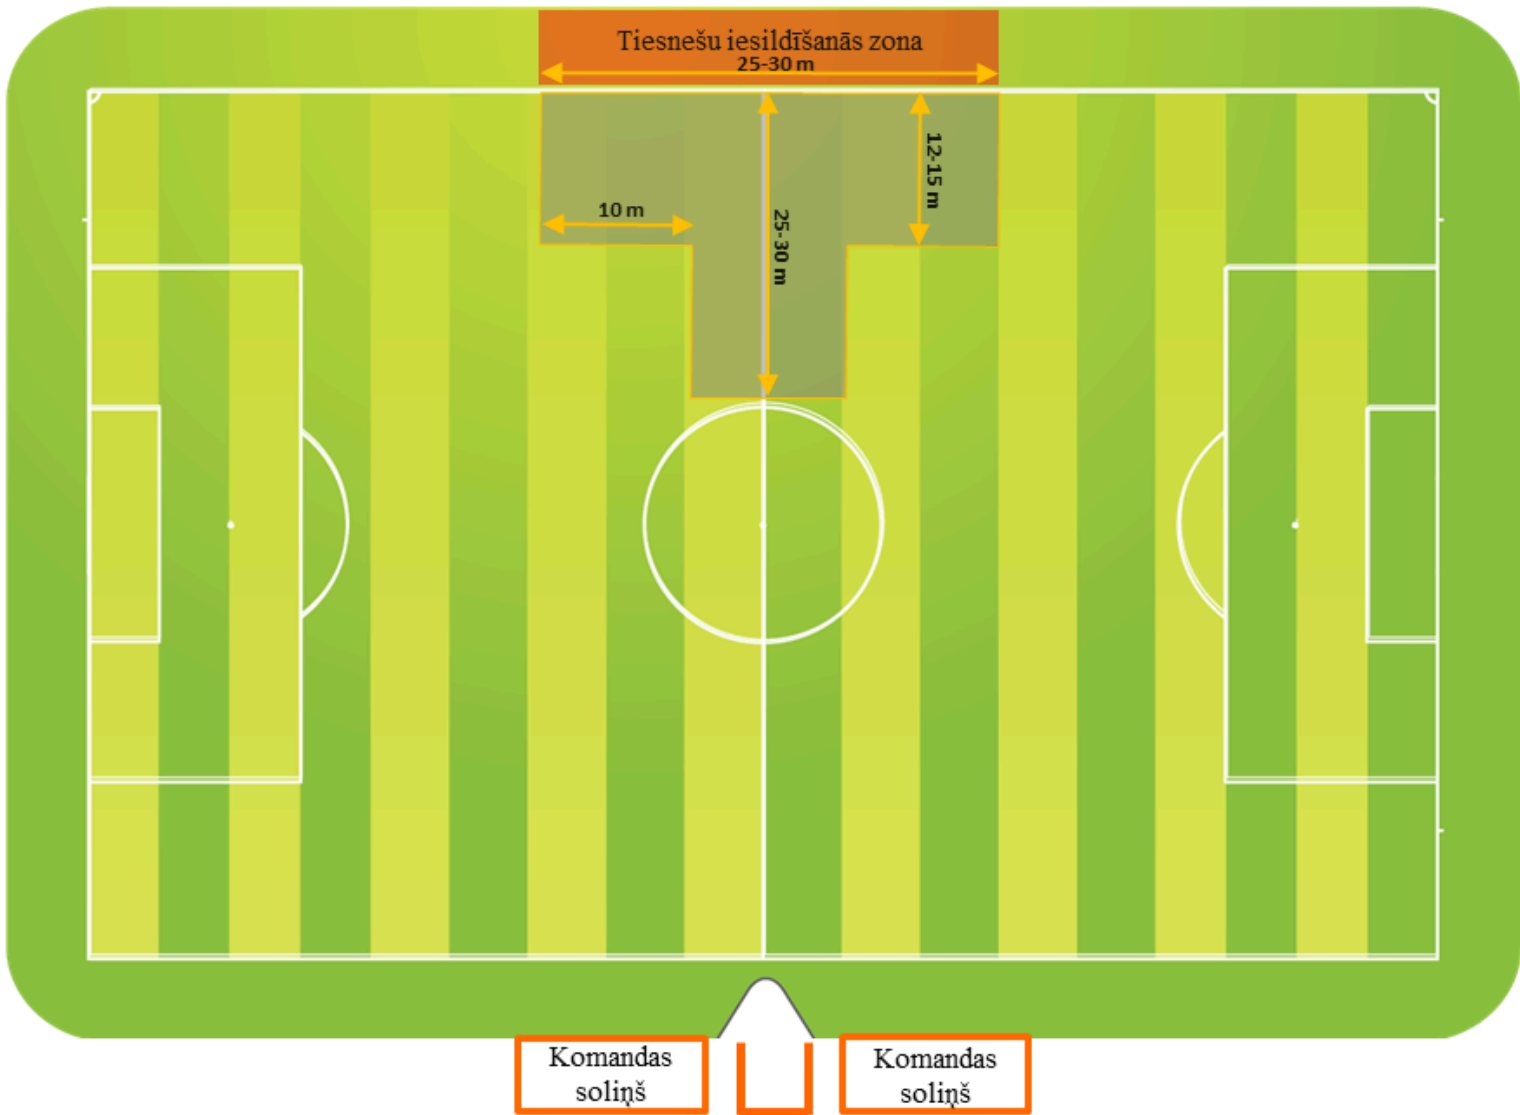 Tiesnešu iesildīšanās zona
25-30 m
12-15 m
10 m
25-30 m
Komandas
soliņš
Komandas
soliņš